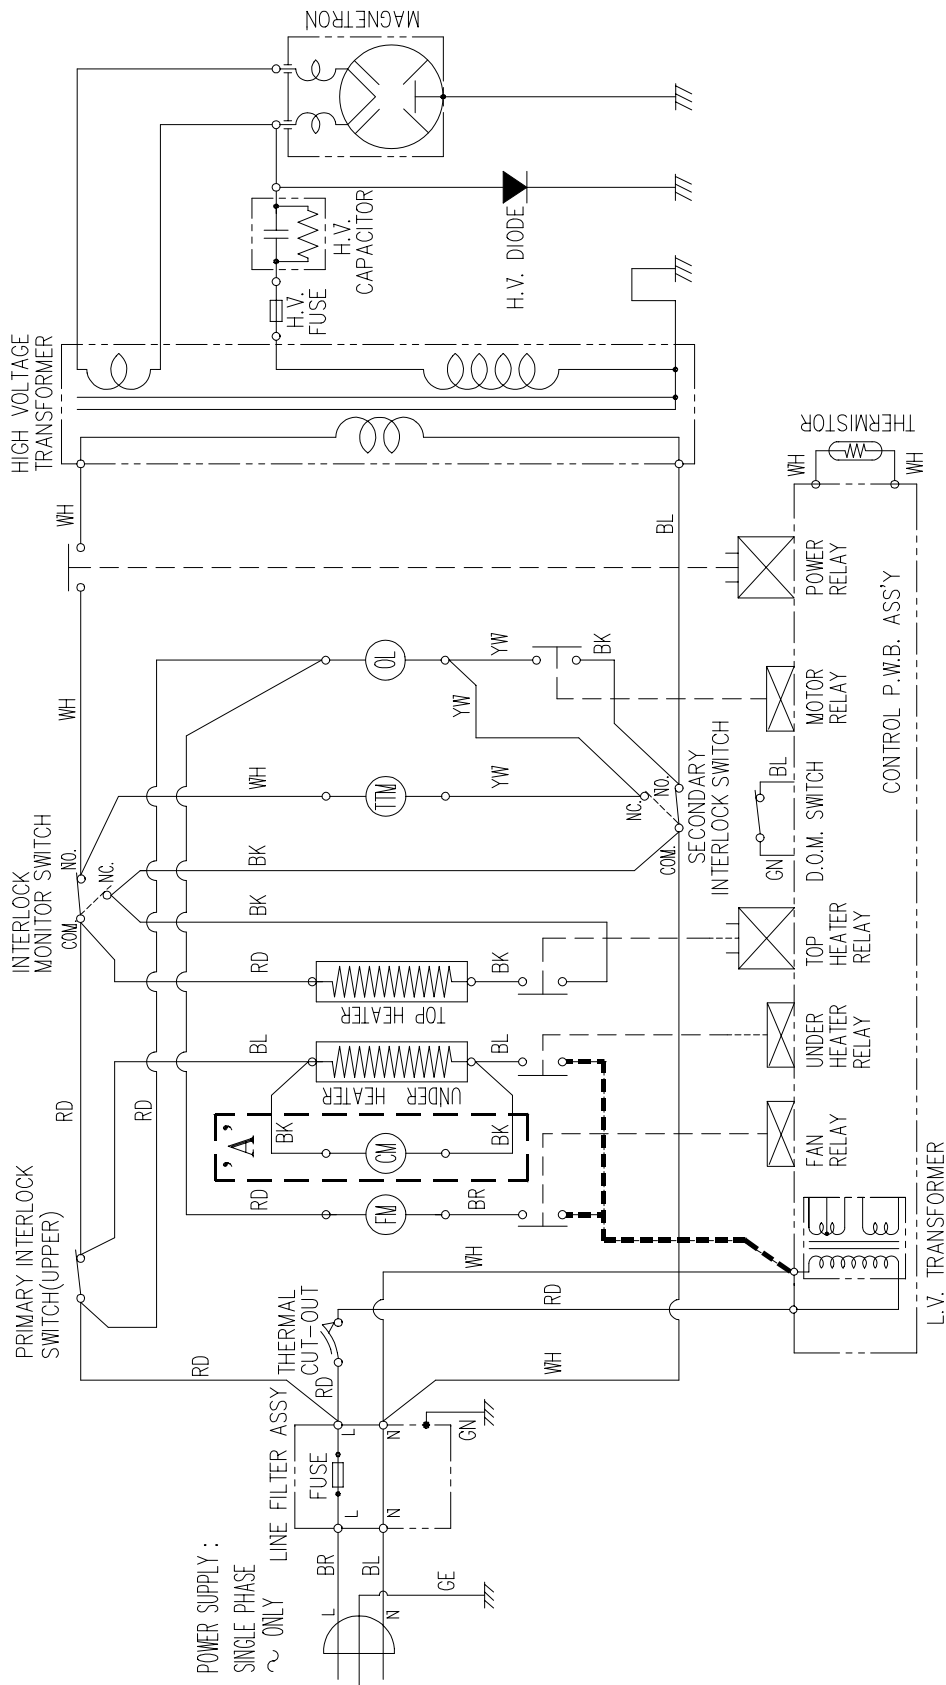 MAGNETRON
H.V.
CAPACITOR
H.V.
FUSE
H.V. DIODE
HIGH VOLTAGE
TRANSFORMER
THERMISTOR
WH
WH
WH
BL
POWER
RELAY
CONTROL P.W.B. ASS'Y
WH
OL
YW
BK
YW
MOTOR
RELAY
WH
TTM
YW
NC.
NO.
COM.
SECONDARY
INTERLOCK SWITCH
BL
GN
D.O.M. SWITCH
INTERLOCK
MONITOR SWITCH
NO.
NC.
COM.
BK
BK
RD
TOP HEATER
BK
TOP
HEATER
RELAY
BL
UNDER HEATER
BL
UNDER
HEATER
RELAY
RD
RD
'A'
BK
CM
BK
FAN
RELAY
RD
FM
BR
PRIMARY INTERLOCK
SWITCH(UPPER)
WH
RD
L.V. TRANSFORMER
THERMAL
CUT-OUT
RD
RD
WH
LINE FILTER ASSY
FUSE
L
N
L
N
GN
POWER SUPPLY :
SINGLE PHASE
~ ONLY
BR
BL
L
N
GE